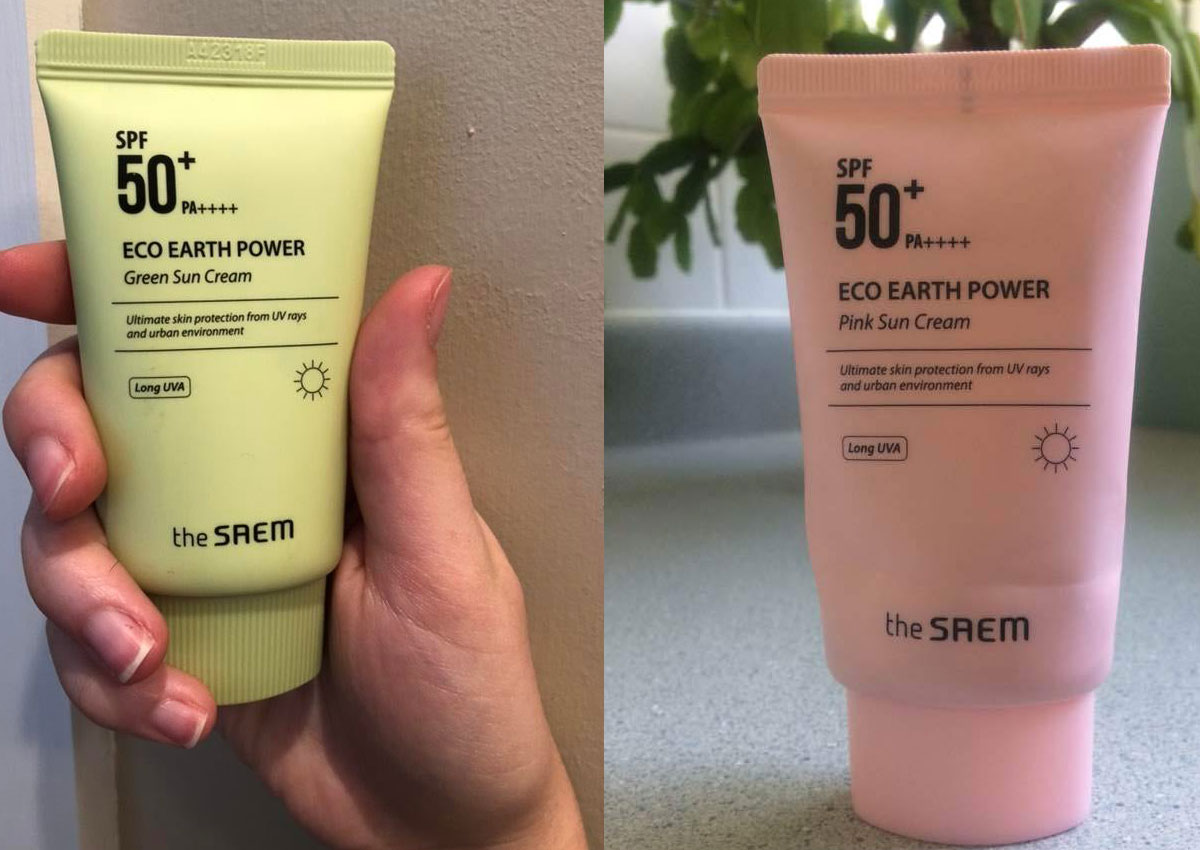 A42318F
SPF
50+
PA++++
ECO EARTH POWER
Green Sun Cream
Ultimate skin protection from UV rays
and urban environment
Long UVA
the SAEM
SPF
50+
PA++++
ECO EARTH POWER
Pink Sun Cream
Ultimate skin protection from UV rays
and urban environment
Long UVA
the SAEM